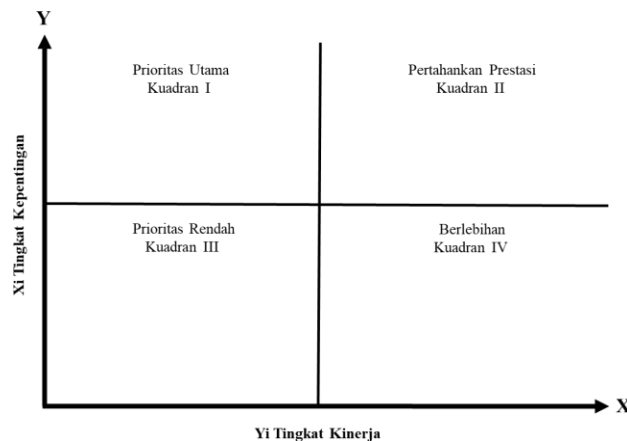 Y
Prioritas Utama
Kuadran I
Pertahankan Prestasi
Kuadran II
Xi Tingkat Kepentingan
Prioritas Rendah
Kuadran III
Berlebihan
Kuadran IV
X
Yi Tingkat Kinerja